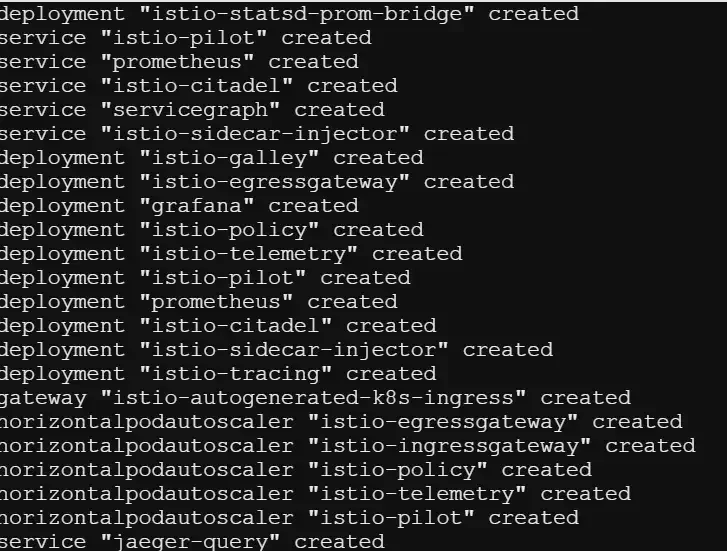 deployment "istio-statsd-prom-bridge" created
service "istio-pilot" created
service "prometheus" created
service "istio-citadel" created
service "servicegraph" created
service "istio-sidecar-injector" created
deployment "istio-galley" created
deployment "istio-egressgateway" created
deployment "grafana" created
deployment "istio-policy" created
deployment "istio-telemetry" created
deployment "istio-pilot" created
deployment "prometheus" created
deployment "istio-citadel" created
deployment "istio-sidecar-injector" created
deployment "istio-tracing" created
gateway "istio-autogenerated-k8s-ingress" created
horizontalpodautoscaler "istio-egressgateway" created
horizontalpodautoscaler "istio-ingressgateway" created
horizontalpodautoscaler "istio-policy" created
horizontalpodautoscaler "istio-telemetry" created
horizontalpodautoscaler "istio-pilot" created
service "jaeger-query" created